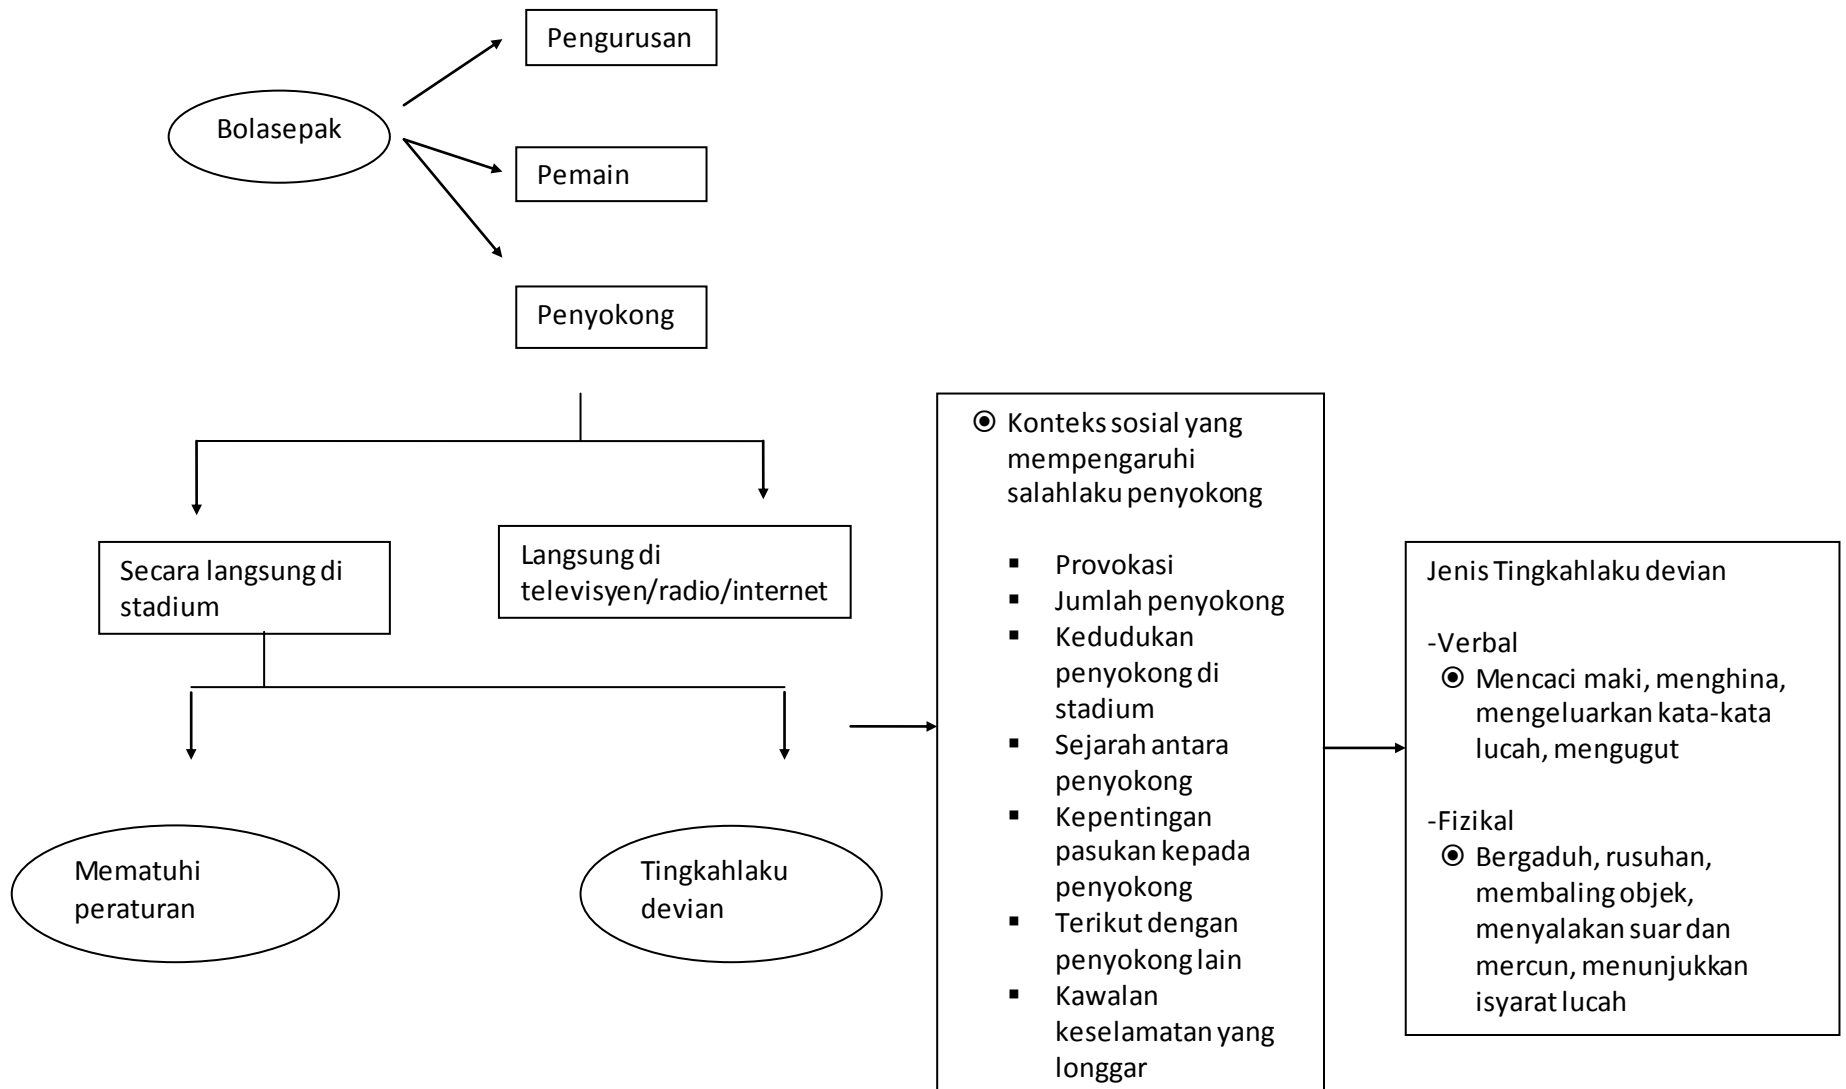 Pengurusan
Bolasepak
Pemain
Penyokong
Secara langsung di
stadium
Langsung di
televisyen/radio/internet
Mematuhi
peraturan
Tingkahlaku
devian
Konteks sosial yang
mempengaruhi
salahlaku penyokong
Provokasi
Jumlah penyokong
Kedudukan
penyokong di
stadium
Sejarah antara
penyokong
Kepentingan
pasukan kepada
penyokong
Terikut dengan
penyokong lain
Kawalan
keselamatan yang
longgar
Jenis Tingkahlaku devian
-Verbal
Mencaci maki, menghina,
mengeluarkan kata-kata
lucah, mengugut
-Fizikal
Bergaduh, rusuhan,
membaling objek,
menyalakan suar dan
mercun, menunjukkan
isyarat lucah